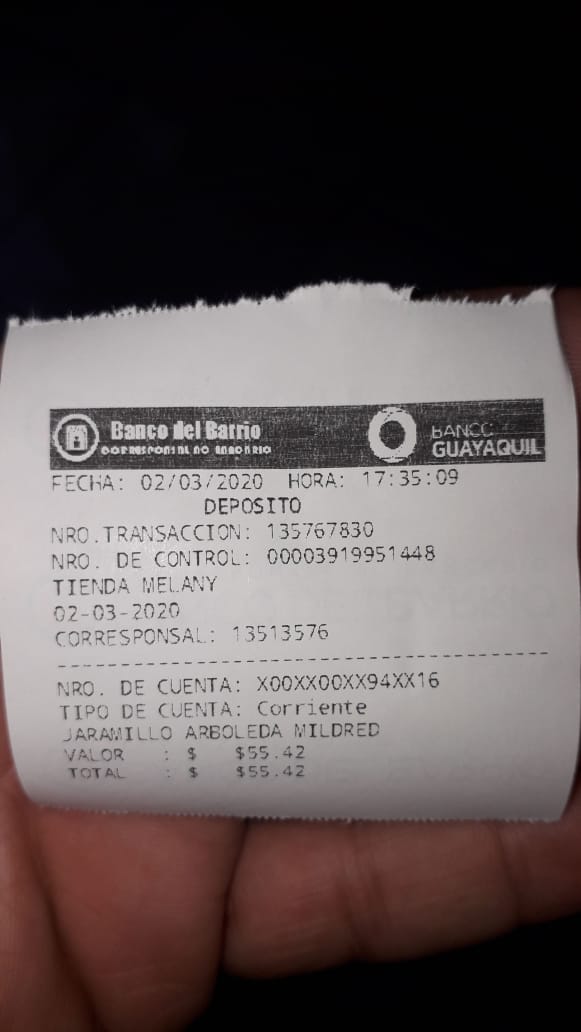 Banco del Barrio
CORRESPONSAL NO BANCARIO
BANCO
GUAYAQUIL
FECHA: 02/03/2020 HORA: 17:35:09
DEPOSITO
NRO.TRANSACCION: 135767830
NRO. DE CONTROL: 00003919951448
TIENDA MELANY
02-03-2020
CORRESPONSAL: 13513576
NRO. DE CUENTA: X00XX00XX94XX16
TIPO DE CUENTA: Corriente
JARAMILLO ARBOLEDA MILDRED
VALOR : $ $55.42
TOTAL : $ $55.42